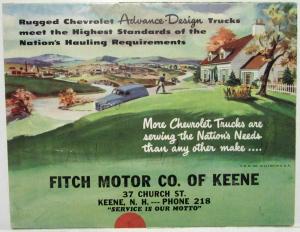 Rugged Chevrolet Advance-Design Trucks
meet the Highest Standards of the
Nation's Hauling Requirements
More Chevrolet Trucks are
serving the Nation's Needs
than any other make ....
FITCH MOTOR CO. OF KEENE
37 CHURCH ST.
KEENE, N. H.--- PHONE 218
"SERVICE IS OUR MOTTO"